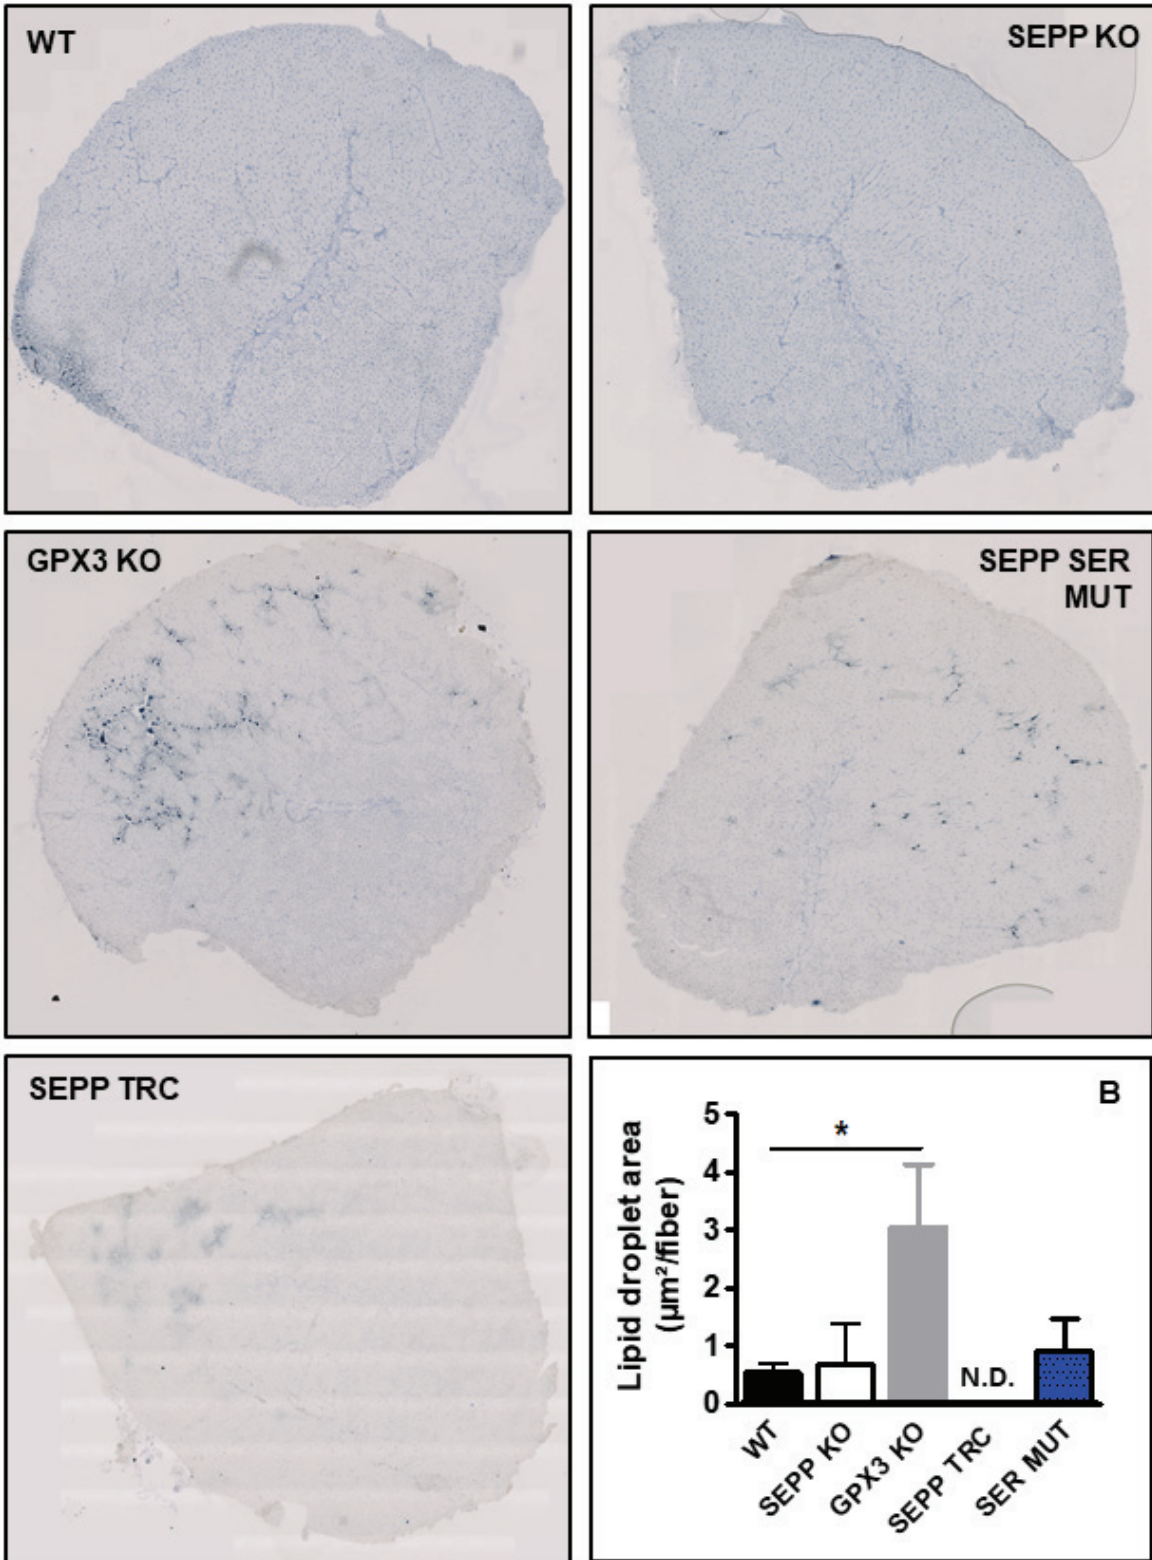 WT
SEPP KO
GPX3 KO
SEPP SER
MUT
SEPP TRC
B
Lipid droplet area
(µm²/fiber)
5
4
3
2
1
0
*
N.D.
WT
SEPP KO
GPX3 KO
SEPP TRC
SER MUT